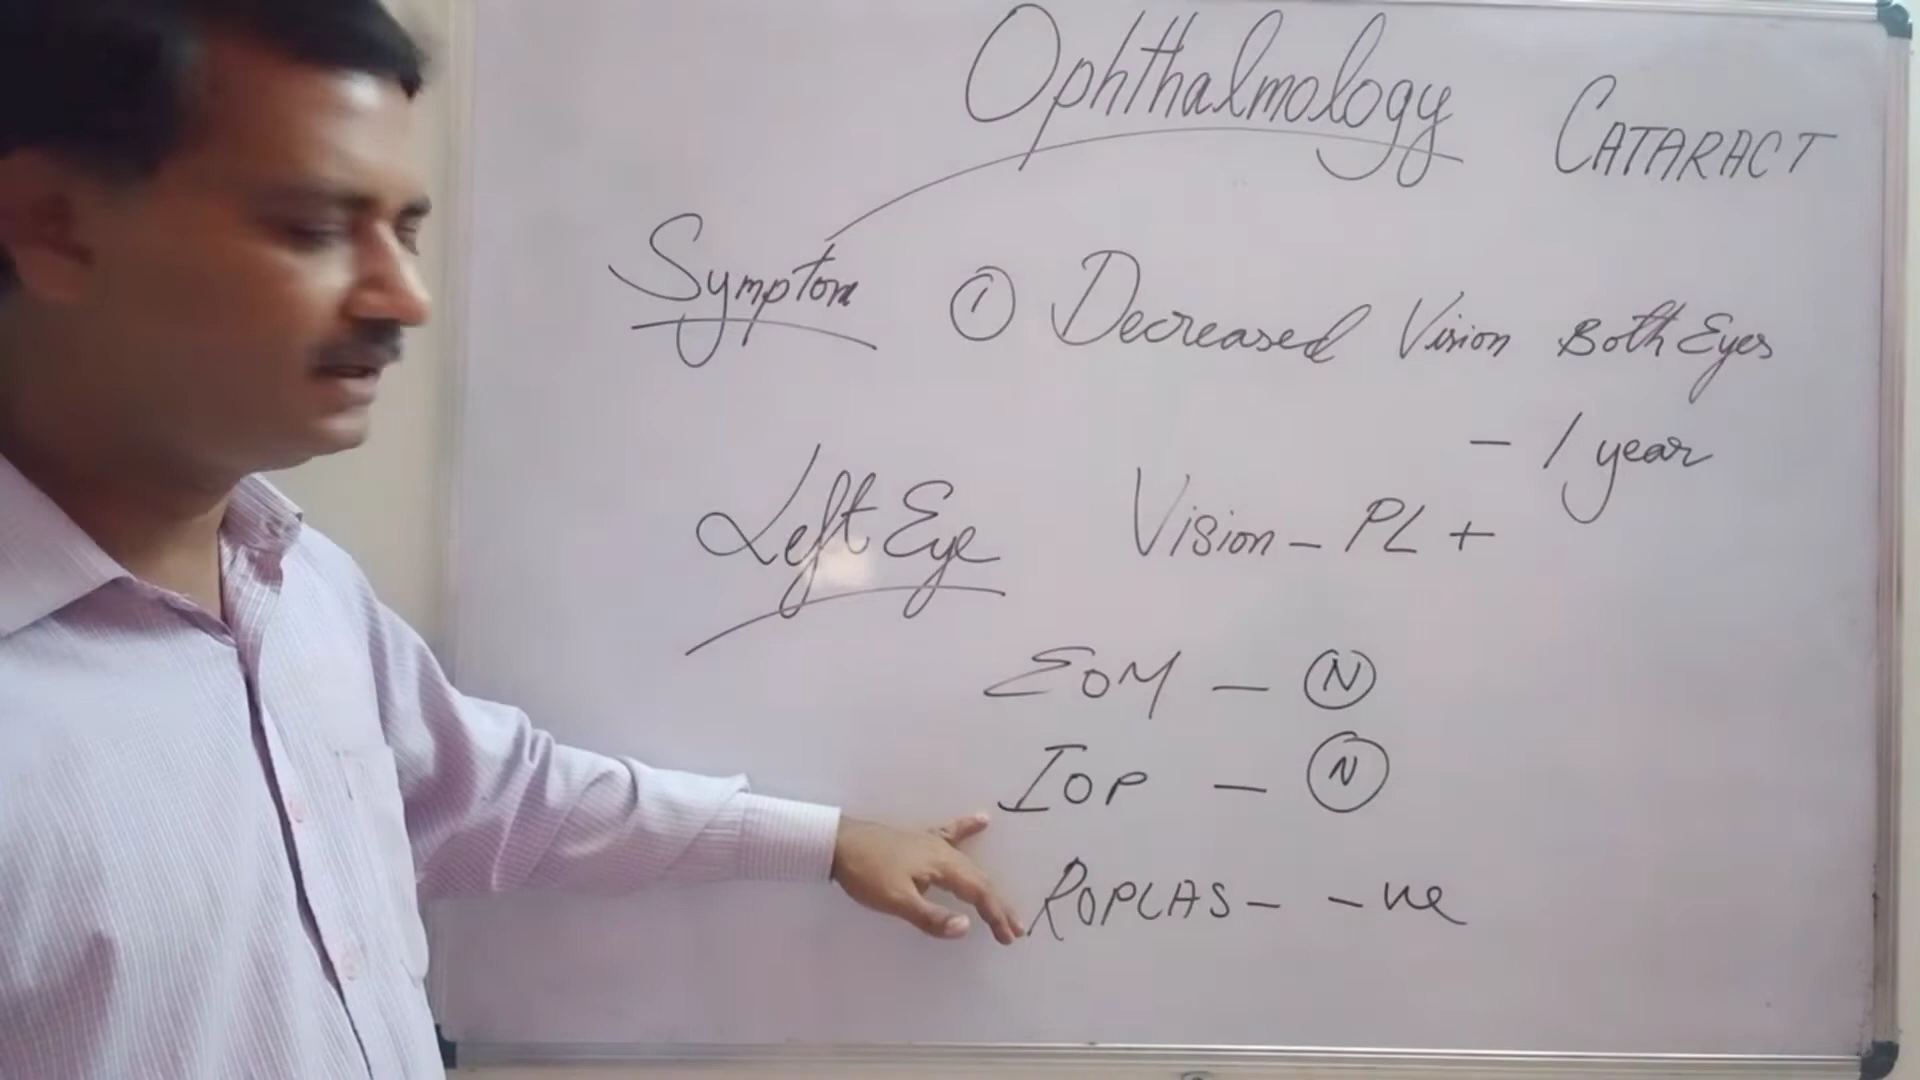 Ophthalmology CATARACT
Symptom ① Decreased Vision Both Eyes
- 1 year
Left Eye Vision - PL +
EOM - Ⓝ
IOP - Ⓝ
ROPLAS - -ve